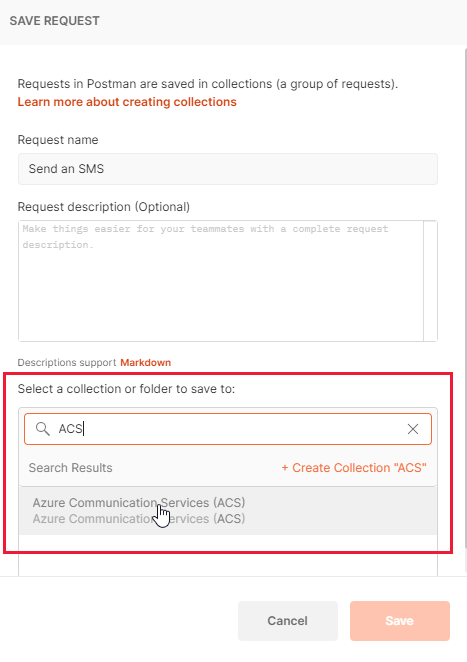 SAVE REQUEST
Requests in Postman are saved in collections (a group of requests).
Learn more about creating collections
Request name
Send an SMS
Request description (Optional)
Make things easier for your teammates with a complete request
description.
Descriptions support Markdown
Select a collection or folder to save to:
ACS
Search Results + Create Collection "ACS"
Azure Communication Services (ACS)
Azure Communication Services (ACS)
Cancel Save